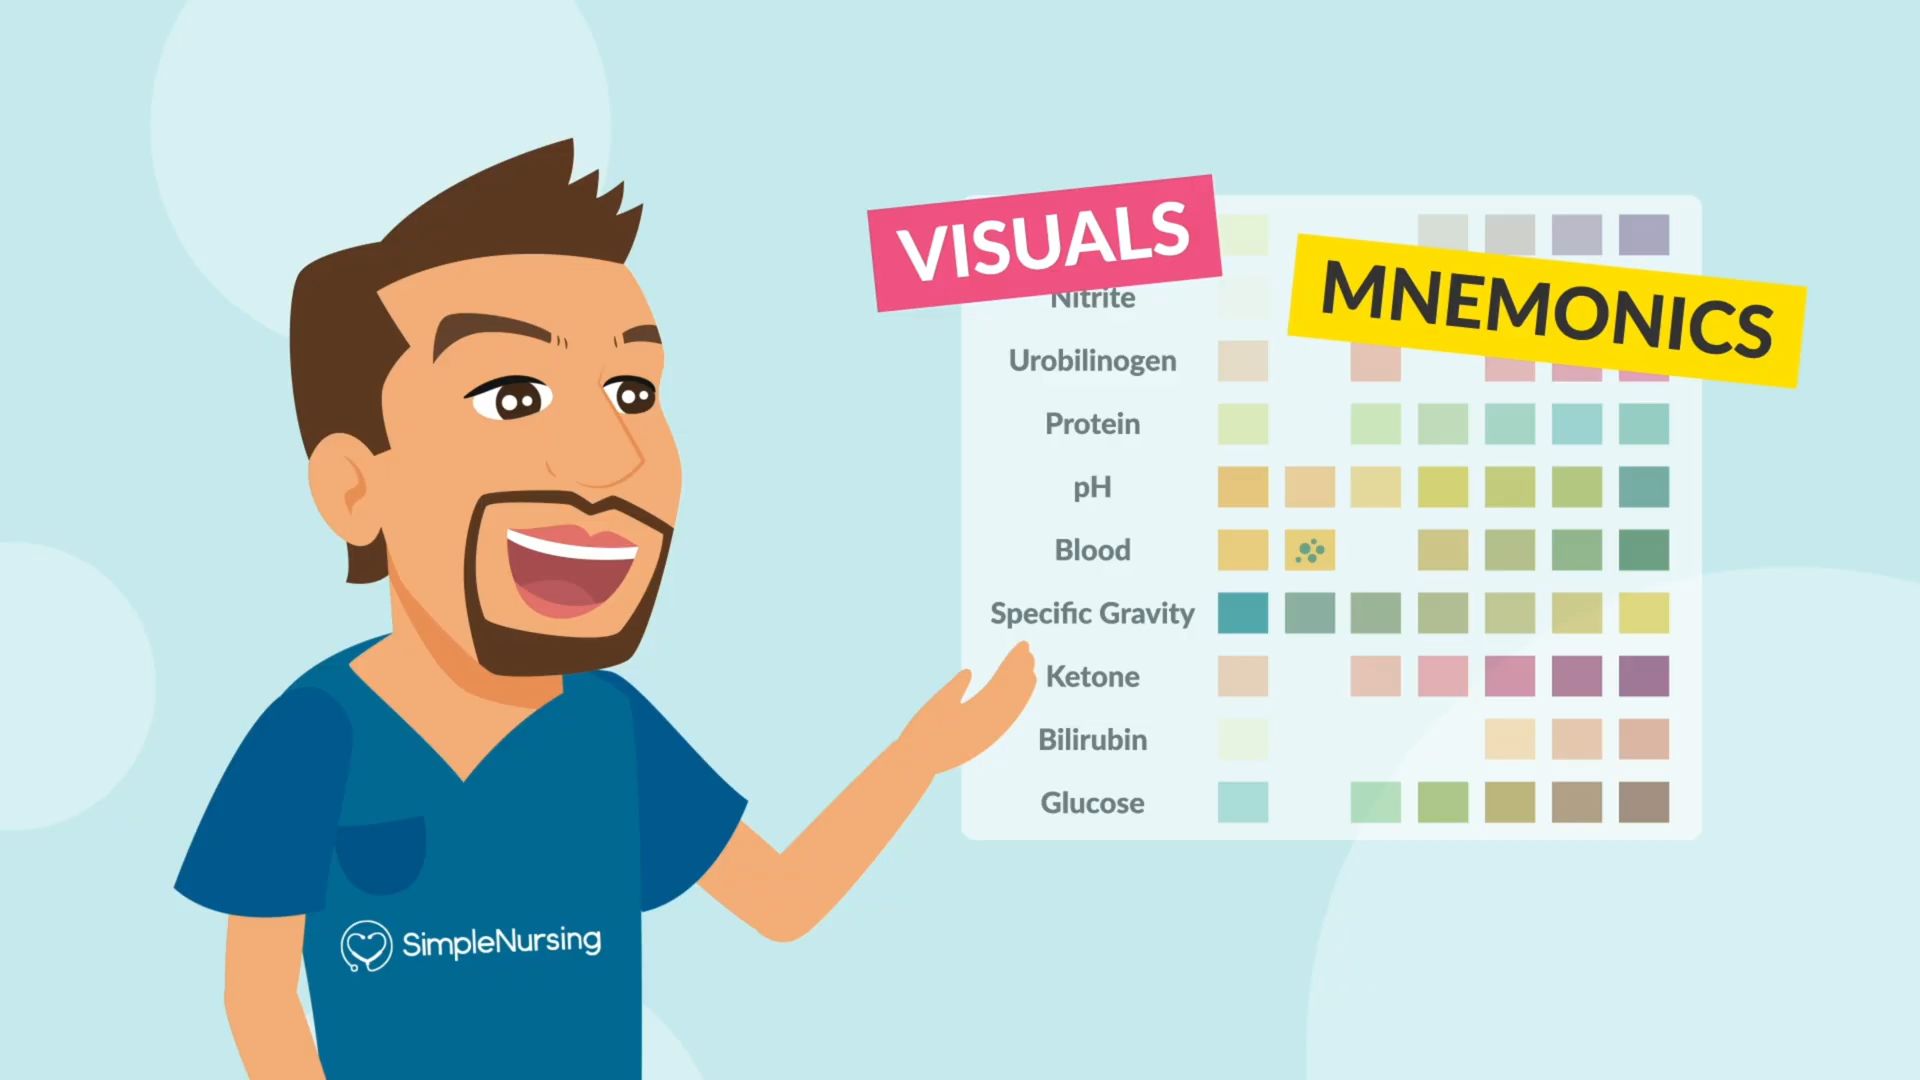 VISUALS
MNEMONICS
Nitrite
Urobilinogen
Protein
pH
Blood
Specific Gravity
Ketone
Bilirubin
Glucose
SimpleNursing